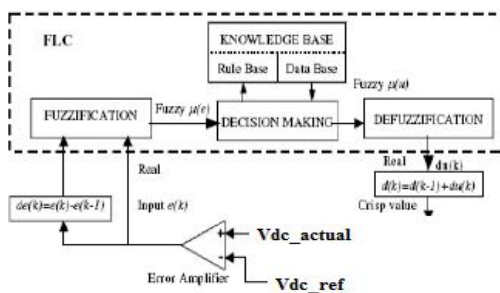 FLC
KNOWLEDGE BASE
Rule Base
Data Base
Fuzzy μ(e)
Fuzzy μ(u)
FUZZIFICATION
DECISION MAKING
DEFUZZIFICATION
Real
Real
du(k)
de(k)=e(k)-e(k-1)
Input e(k)
d(k)=d(k-1)+du(k)
Crisp value
+
Vdc_actual
-
Vdc_ref
Error Amplifier